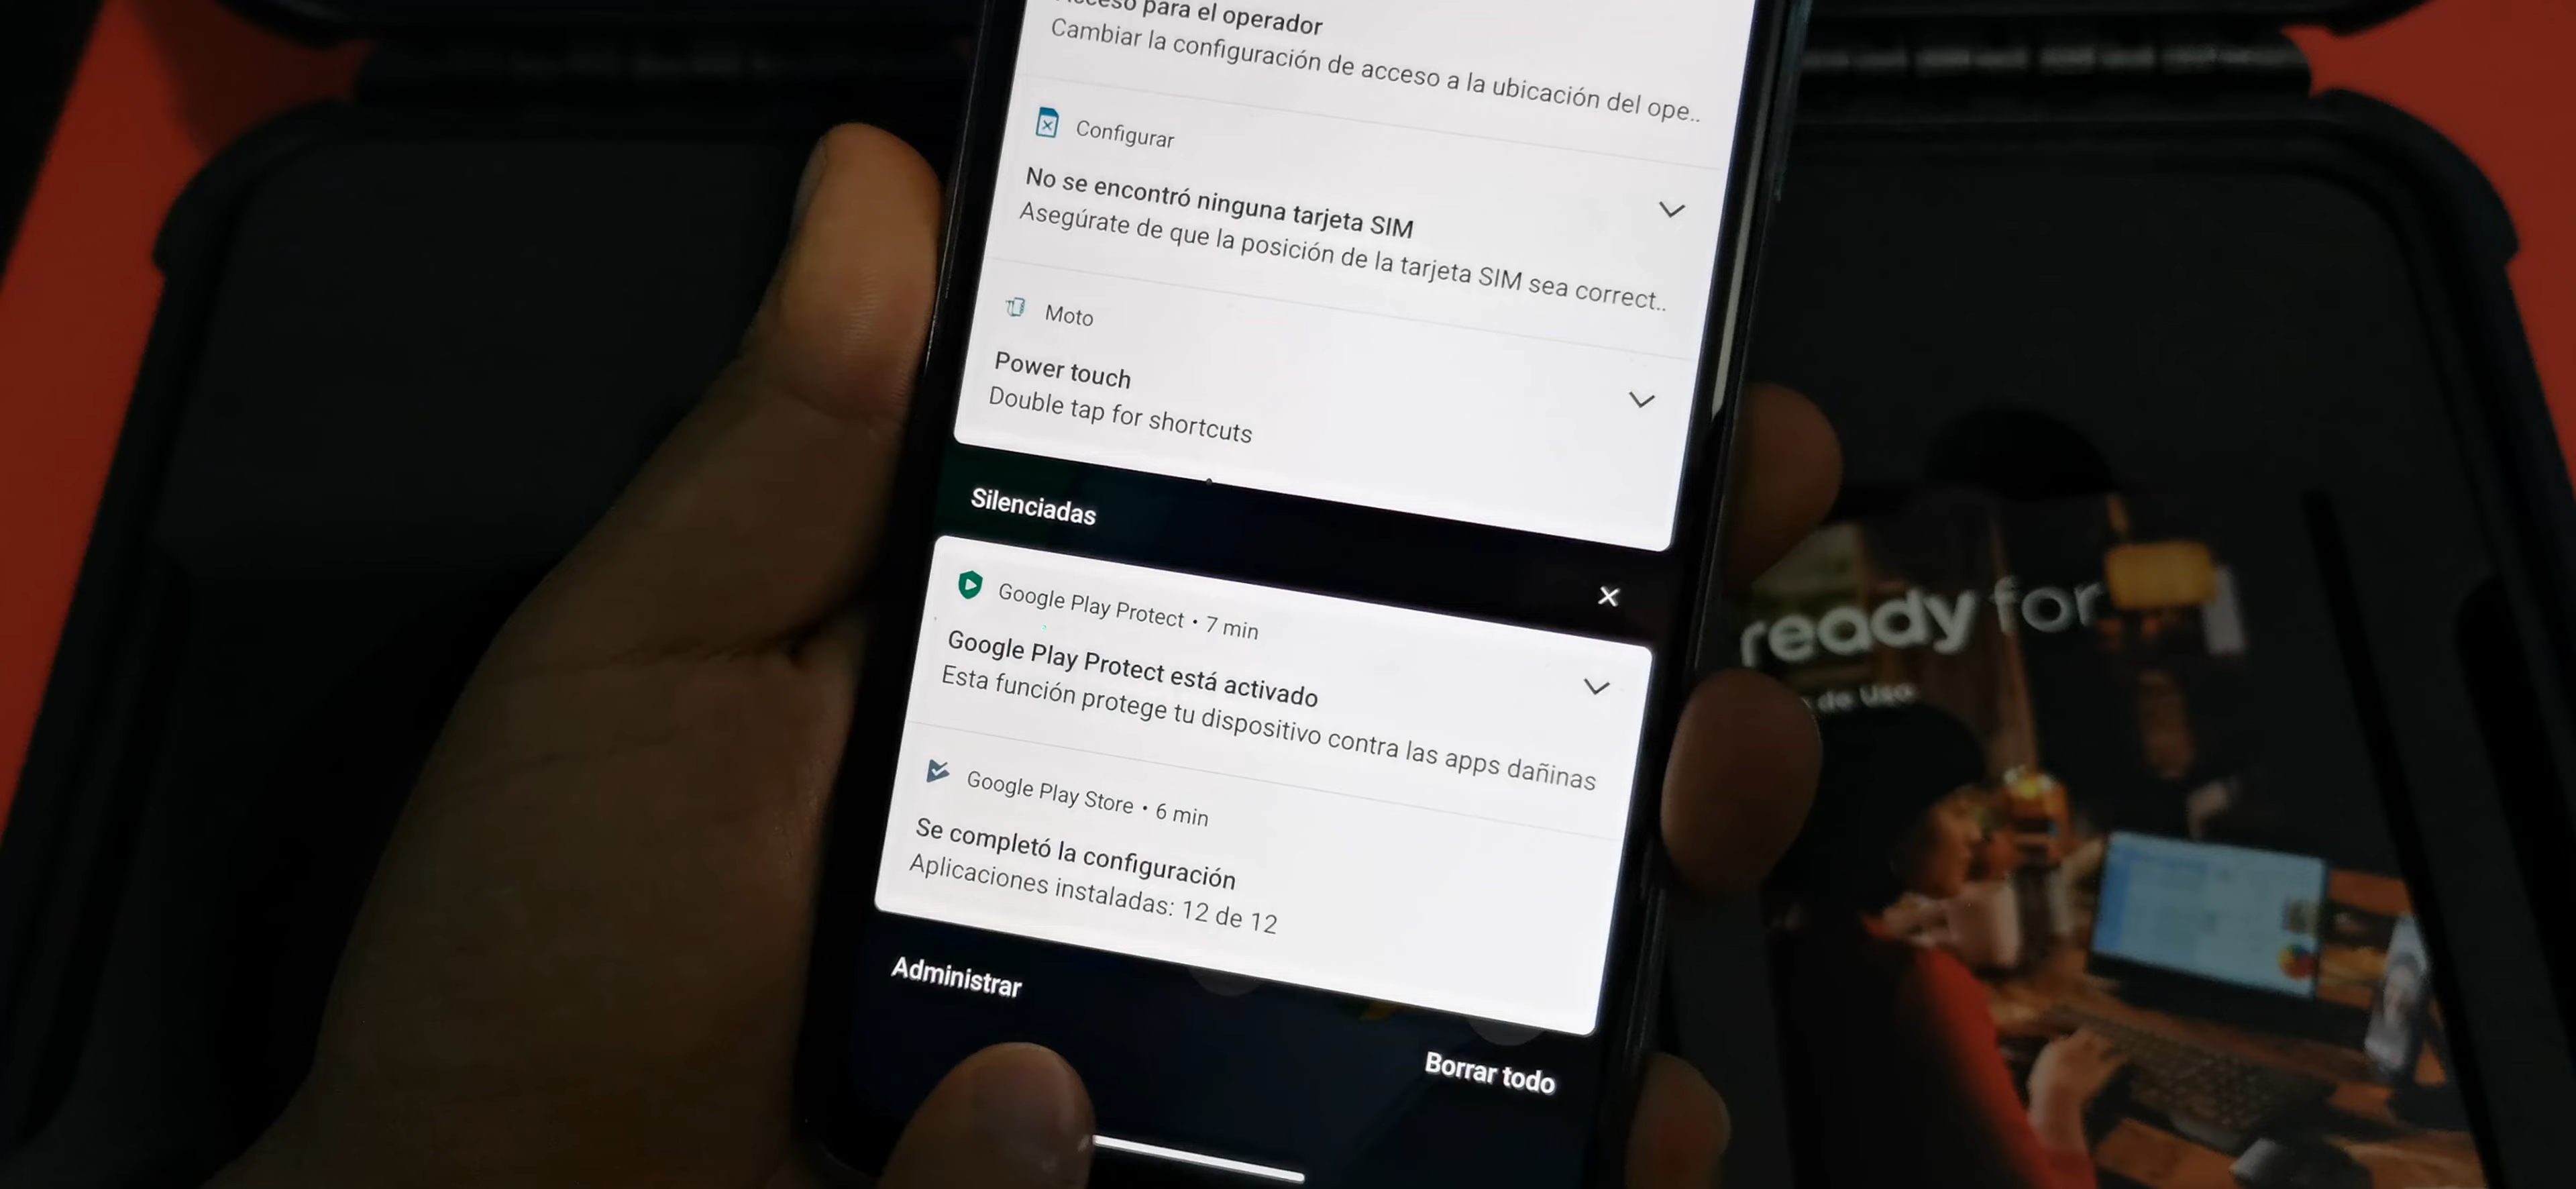 para el operador
Cambiar la configuración de acceso a la ubicación del ope..
Configurar
No se encontró ninguna tarjeta SIM
Asegúrate de que la posición de la tarjeta SIM sea correct..
Moto
Power touch
Double tap for shortcuts
Silenciadas
Google Play Protect • 7 min
Google Play Protect está activado
Esta función protege tu dispositivo contra las apps dañinas
Google Play Store • 6 min
Se completó la configuración
Aplicaciones instaladas: 12 de 12
Administrar
Borrar todo
ready for
de Uso